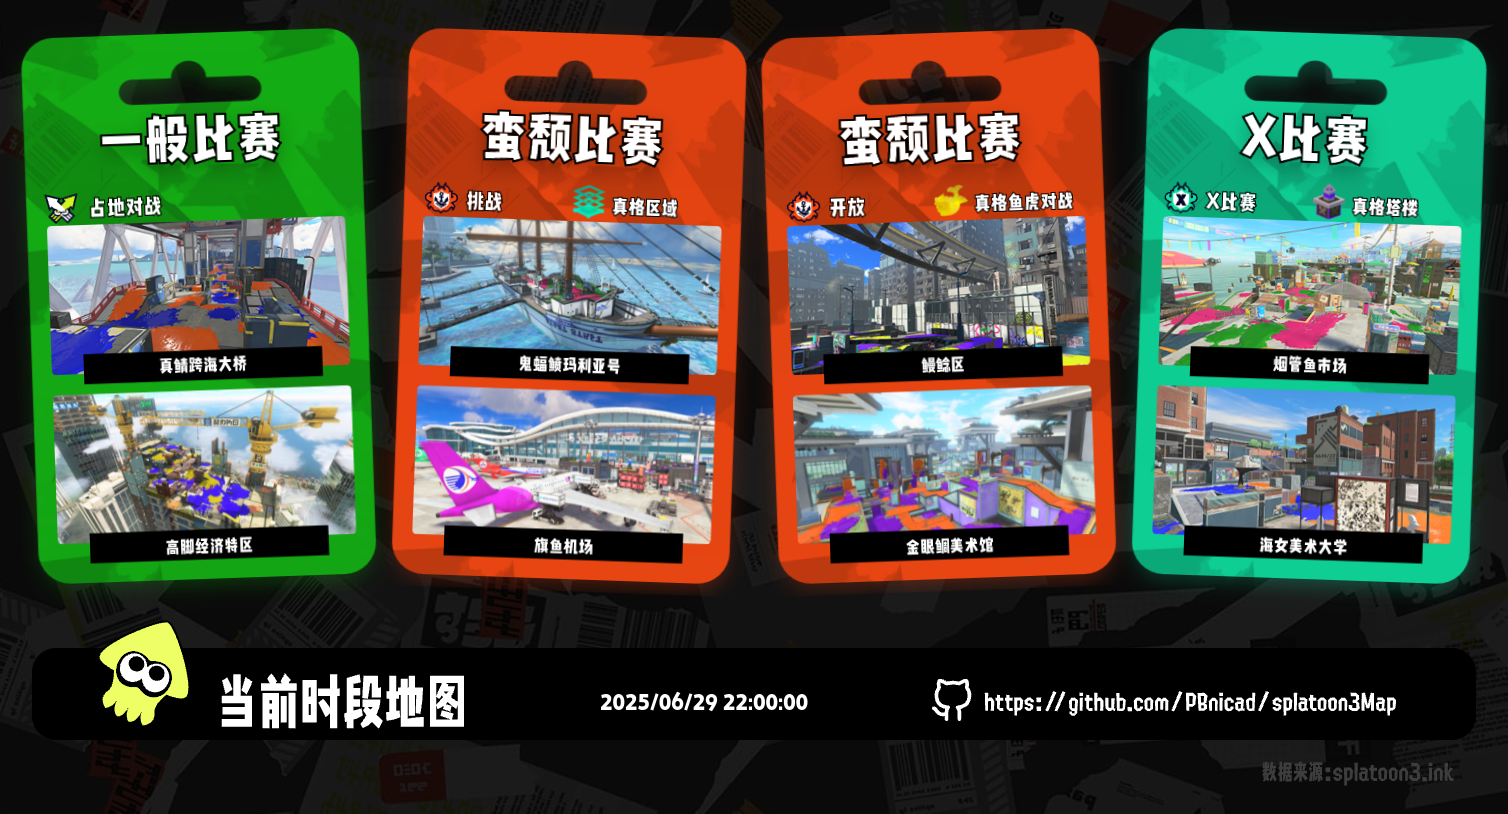 一般比赛
占地对战
真鲭跨海大桥
高脚经济特区
蛮颓比赛
挑战
真格区域
鬼蝠鲼玛利亚号
旗鱼机场
蛮颓比赛
开放
真格鱼虎对战
鳗鲶区
金眼鲷美术馆
X比赛
X比赛
真格塔楼
烟管鱼市场
海女美术大学
当前时段地图
2025/06/29 22:00:00
https://github.com/PBnicad/splatoon3Map
数据来源:splatoon3.ink